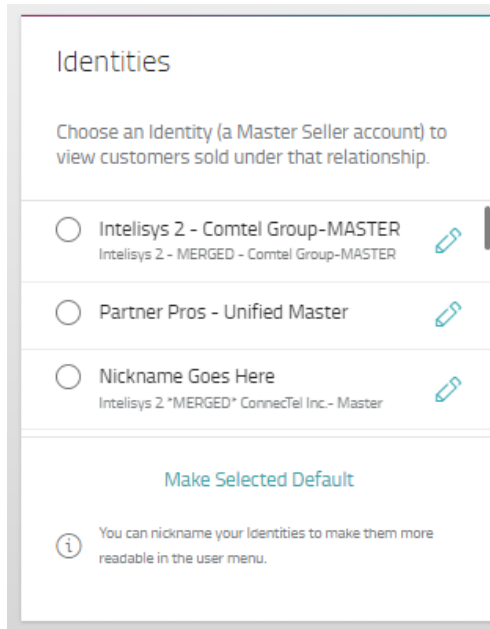 Identities
Choose an Identity (a Master Seller account) to
view customers sold under that relationship.
Intelisys 2 - Comtel Group-MASTER
Intelisys 2 - MERGED - Comtel Group-MASTER
Partner Pros - Unified Master
Nickname Goes Here
Intelisys 2 *MERGED* ConnecTel Inc.- Master
Make Selected Default
You can nickname your Identities to make them more
readable in the user menu.